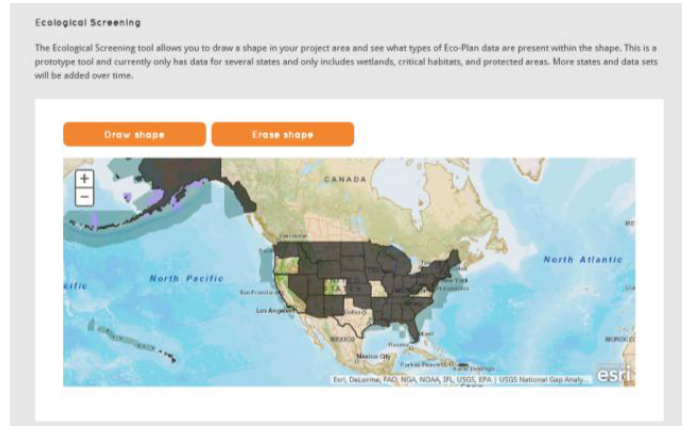 Ecological Screening
The Ecological Screening tool allows you to draw a shape in your project area and see what types of Eco-Plan data are present within the shape. This is a
prototype tool and currently only has data for several states and only includes wetlands, critical habitats, and protected areas. More states and data sets
will be added over time.
Draw shape
Erase shape
+
CANADA
−
North Atlantic
North Pacific
cific
Los Angeles
MEXICO
MOROCCO
Mexico City
Esri, DeLorme, FAO, NGA, NOAA, IFL, USGS, EPA | USGS National Gap Analy...
esri